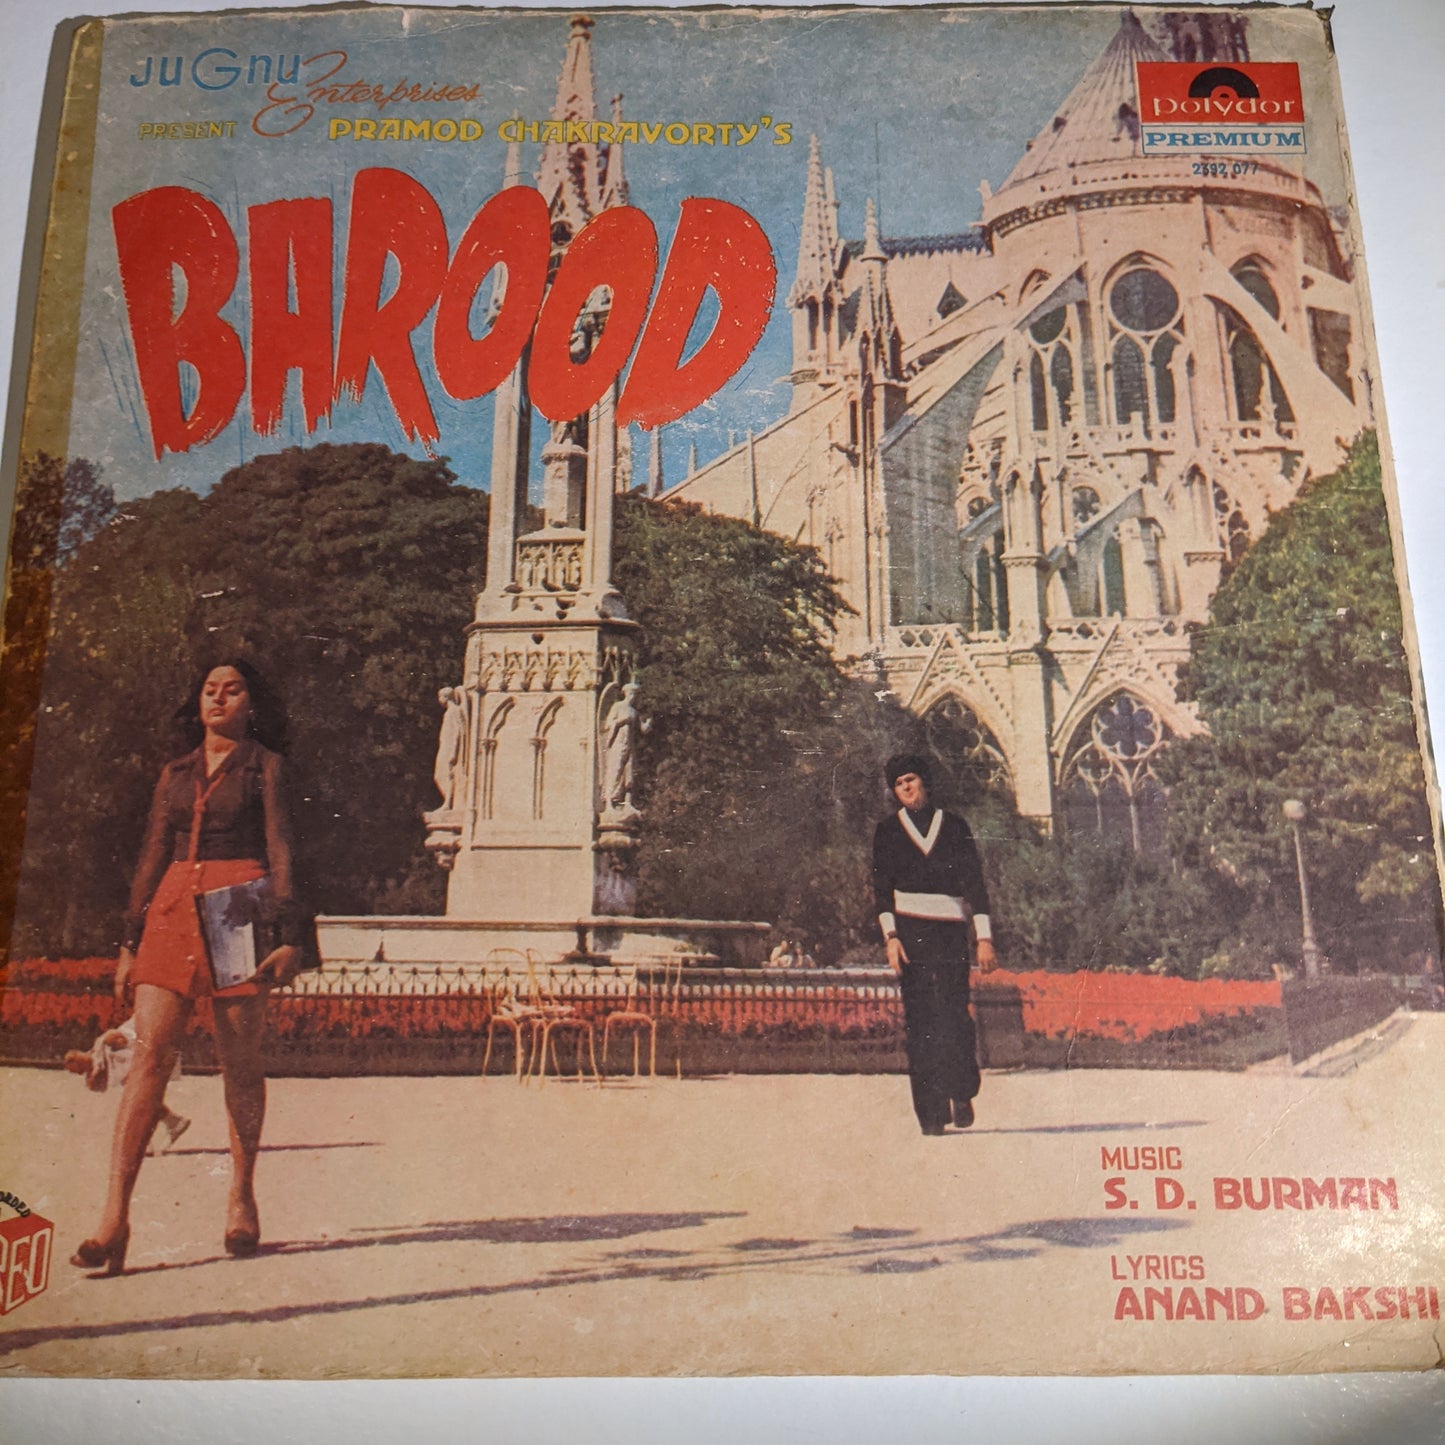 JuGnu Enterprises
PRESENT PRAMOD CHAKRAVORTY'S
BAROOD
polydor
PREMIUM
2392 077
MUSIC
S. D. BURMAN
LYRICS
ANAND BAKSHI